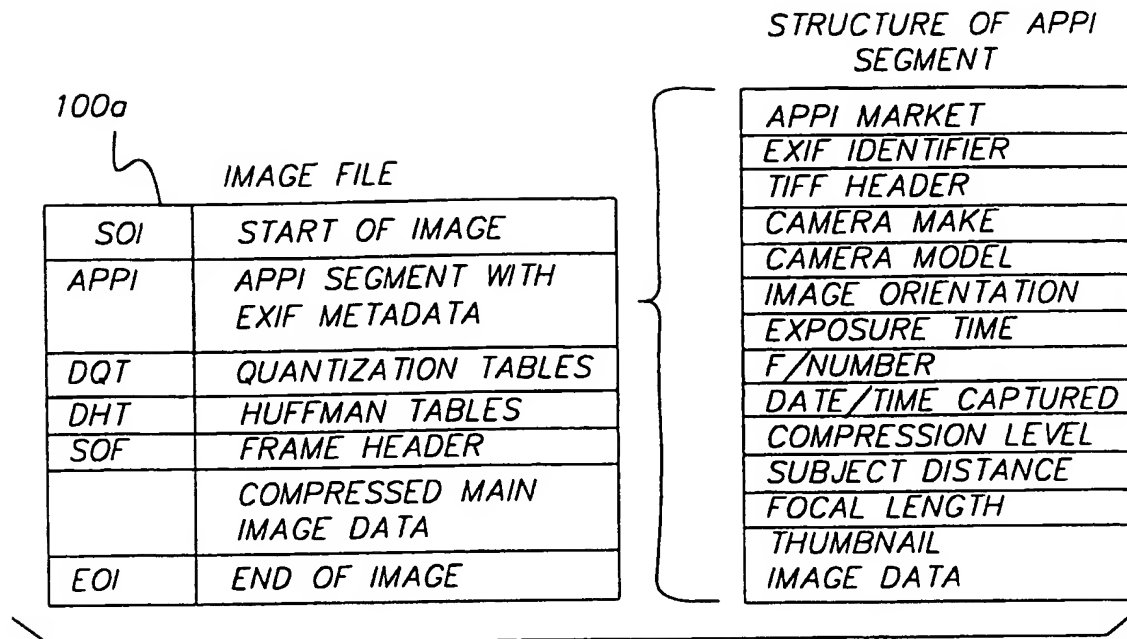 100a
IMAGE FILE
SOI START OF IMAGE
APPI APPI SEGMENT WITH
EXIF METADATA
DQT QUANTIZATION TABLES
DHT HUFFMAN TABLES
SOF FRAME HEADER
COMPRESSED MAIN
IMAGE DATA
EOI END OF IMAGE
STRUCTURE OF APPI
SEGMENT
APPI MARKET
EXIF IDENTIFIER
TIFF HEADER
CAMERA MAKE
CAMERA MODEL
IMAGE ORIENTATION
EXPOSURE TIME
F/NUMBER
DATE/TIME CAPTURED
COMPRESSION LEVEL
SUBJECT DISTANCE
FOCAL LENGTH
THUMBNAIL
IMAGE DATA